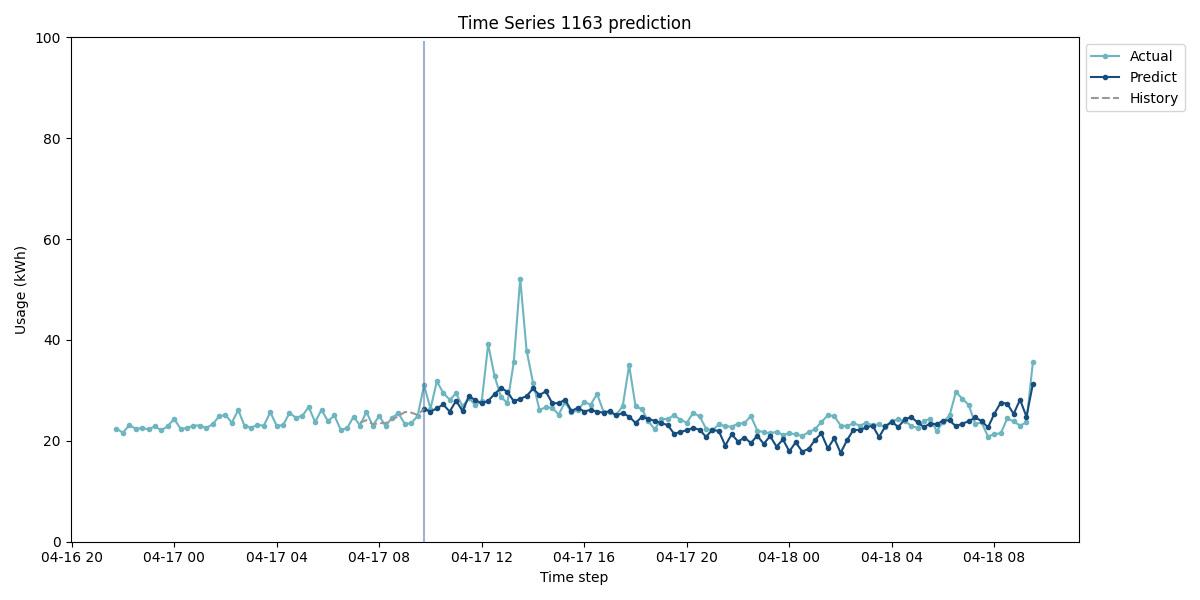 Time Series 1163 prediction
Usage (kWh)
100
80
60
40
20
0
04-16 20
04-17 00
04-17 04
04-17 08
04-17 12
04-17 16
04-17 20
04-18 00
04-18 04
04-18 08
Time step
Actual
Predict
History